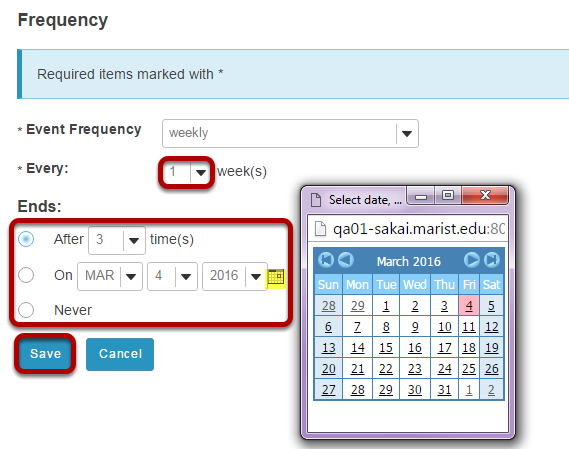 Frequency
Required items marked with *
* Event Frequency weekly
* Every: 1 week(s)
Ends:
After 3 time(s)
On MAR 4 2016
Never
Save Cancel
Select date, ...
qa01-sakai.marist.edu:80
March 2016
Sun Mon Tue Wed Thu Fri Sat
28 29 1 2 3 4 5
6 7 8 9 10 11 12
13 14 15 16 17 18 19
20 21 22 23 24 25 26
27 28 29 30 31 1 2